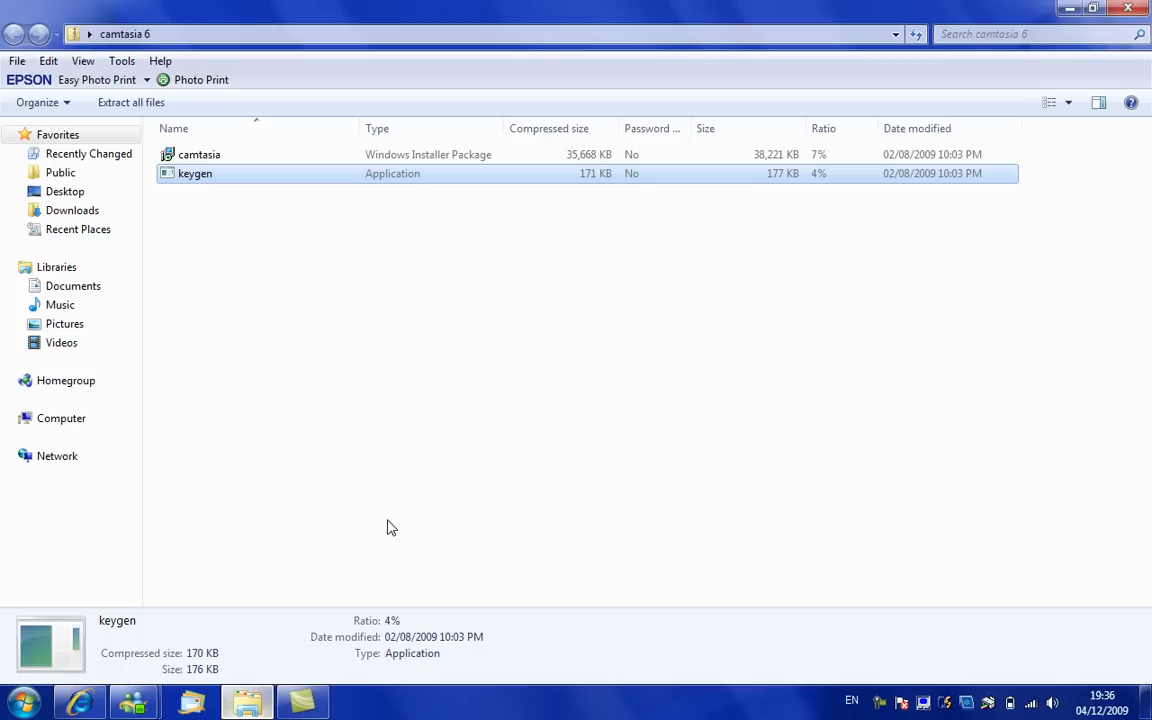 camtasia 6
Search camtasia 6
File Edit View Tools Help
EPSON Easy Photo Print Photo Print
Organize Extract all files
Name Type Compressed size Password ... Size Ratio Date modified
camtasia Windows Installer Package 35,668 KB No 38,221 KB 7% 02/08/2009 10:03 PM
keygen Application 171 KB No 177 KB 4% 02/08/2009 10:03 PM
Favorites
Recently Changed
Public
Desktop
Downloads
Recent Places
Libraries
Documents
Music
Pictures
Videos
Homegroup
Computer
Network
keygen
Compressed size: 170 KB
Size: 176 KB
Ratio: 4%
Date modified: 02/08/2009 10:03 PM
Type: Application
EN
19:36
04/12/2009